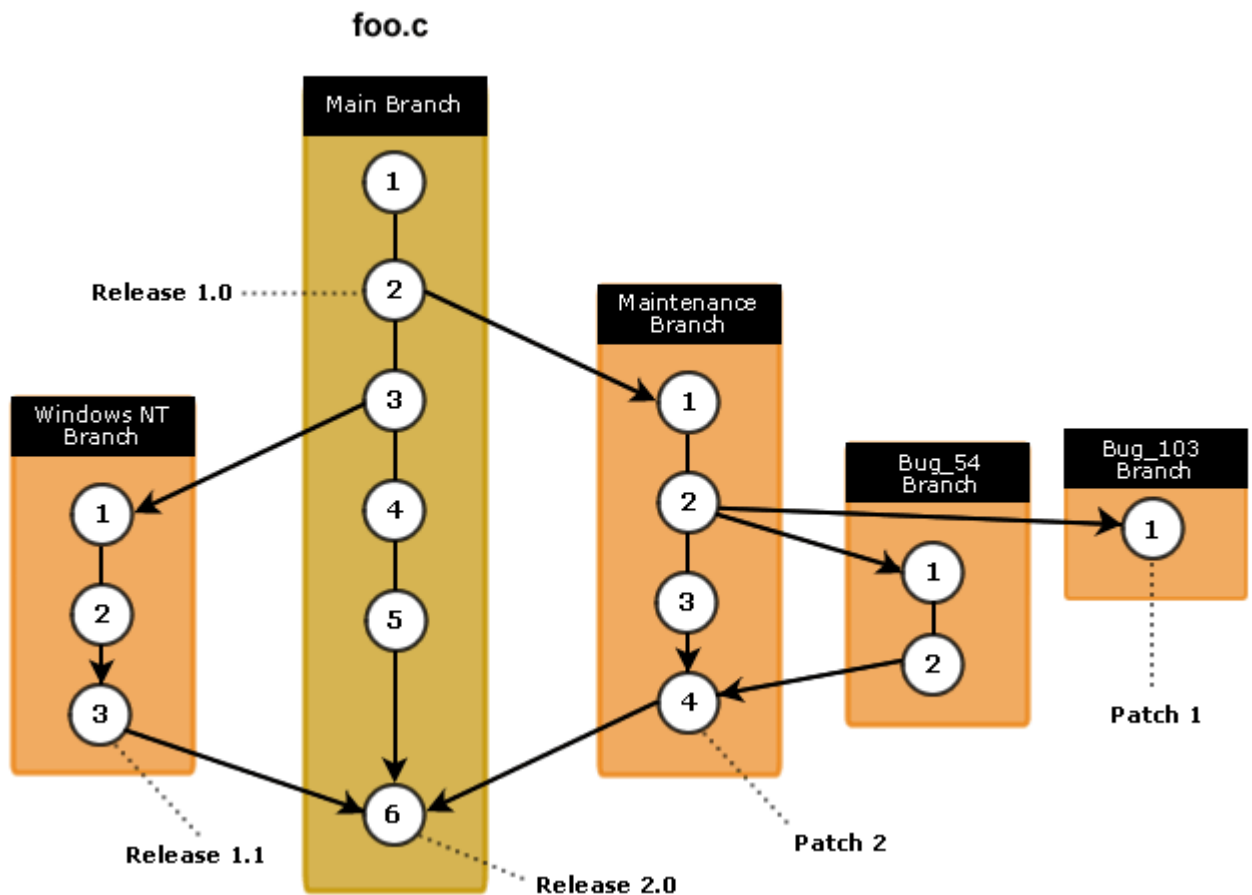 foo.c
Main Branch
1
2
3
4
5
6
Release 1.0
Release 2.0
Windows NT
Branch
1
2
3
Release 1.1
Maintenance
Branch
1
2
3
4
Patch 2
Bug_54
Branch
1
2
Bug_103
Branch
1
Patch 1